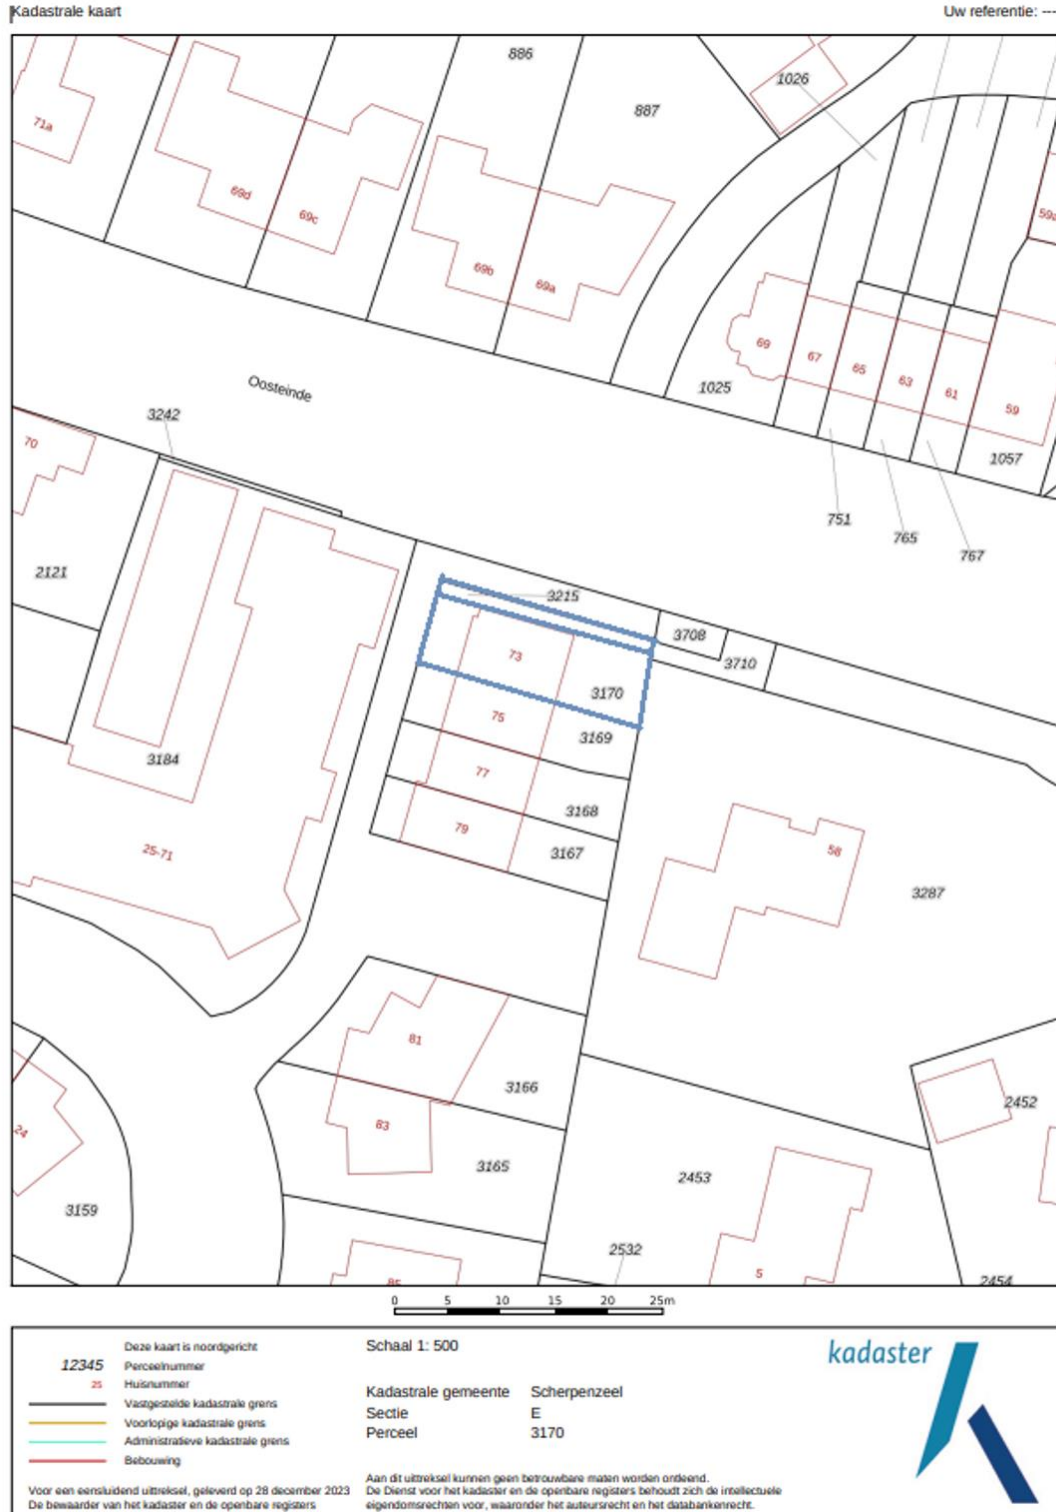 Kadastrale kaart
Uw referentie: ---
886
887
1026
71a
69d
69c
69b
69a
59a
69
67
65
63
61
59
1025
1057
Oosteinde
3242
70
751
765
767
2121
3215
3708
3710
73
3170
75
3169
77
3168
79
3167
3184
25-71
58
3287
81
3166
83
3165
24
3159
2452
2453
2532
5
2454
85
0 5 10 15 20 25m
Deze kaart is noordgericht
12345 Perceelnummer
25 Huisnummer
Vastgestelde kadastrale grens
Voorlopige kadastrale grens
Administratieve kadastrale grens
Bebouwing
Voor een eensluidend uittreksel, geleverd op 28 december 2023
De bewaarder van het kadaster en de openbare registers
Schaal 1: 500
Kadastrale gemeente Scherpenzeel
Sectie E
Perceel 3170
Aan dit uittreksel kunnen geen betrouwbare maten worden ontleend.
De Dienst voor het kadaster en de openbare registers behoudt zich de intellectuele
eigendomsrechten voor, waaronder het auteursrecht en het databankenrecht.
kadaster